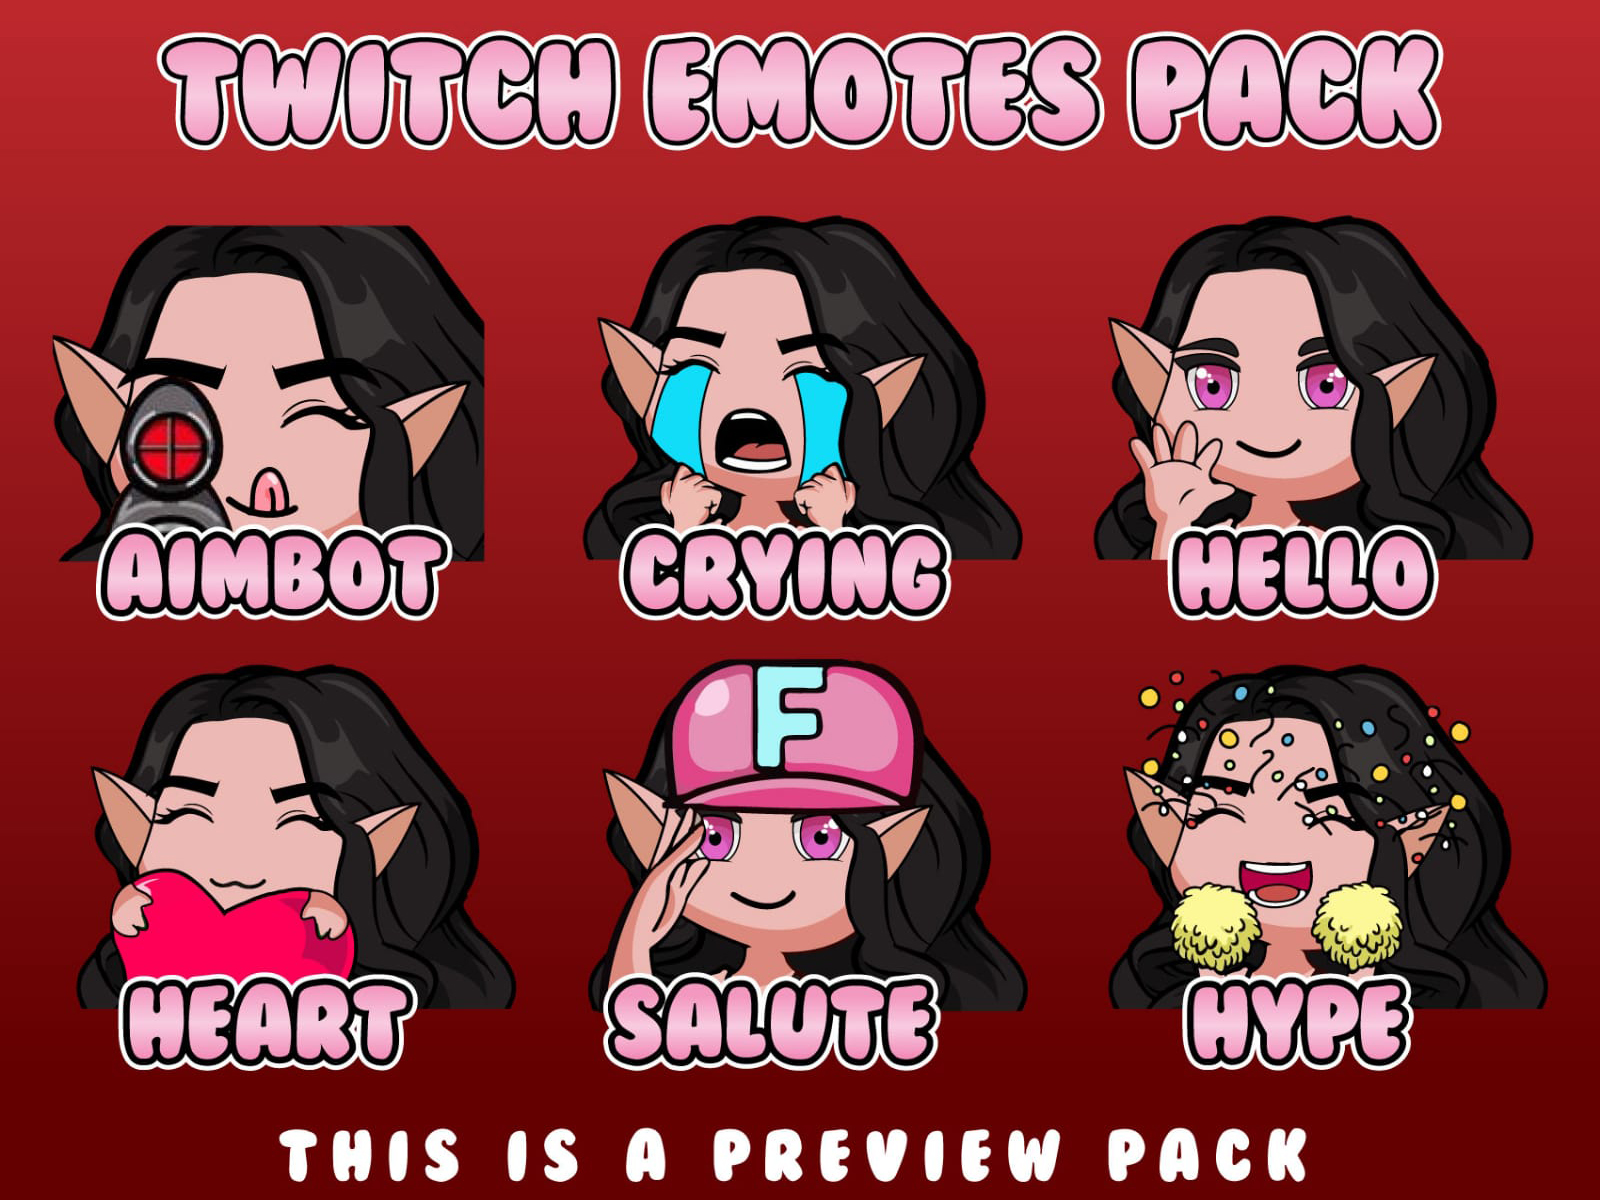 TWITCH EMOTES PACK
AIMBOT
CRYING
HELLO
F
HEART
SALUTE
HYPE
THIS IS A PREVIEW PACK